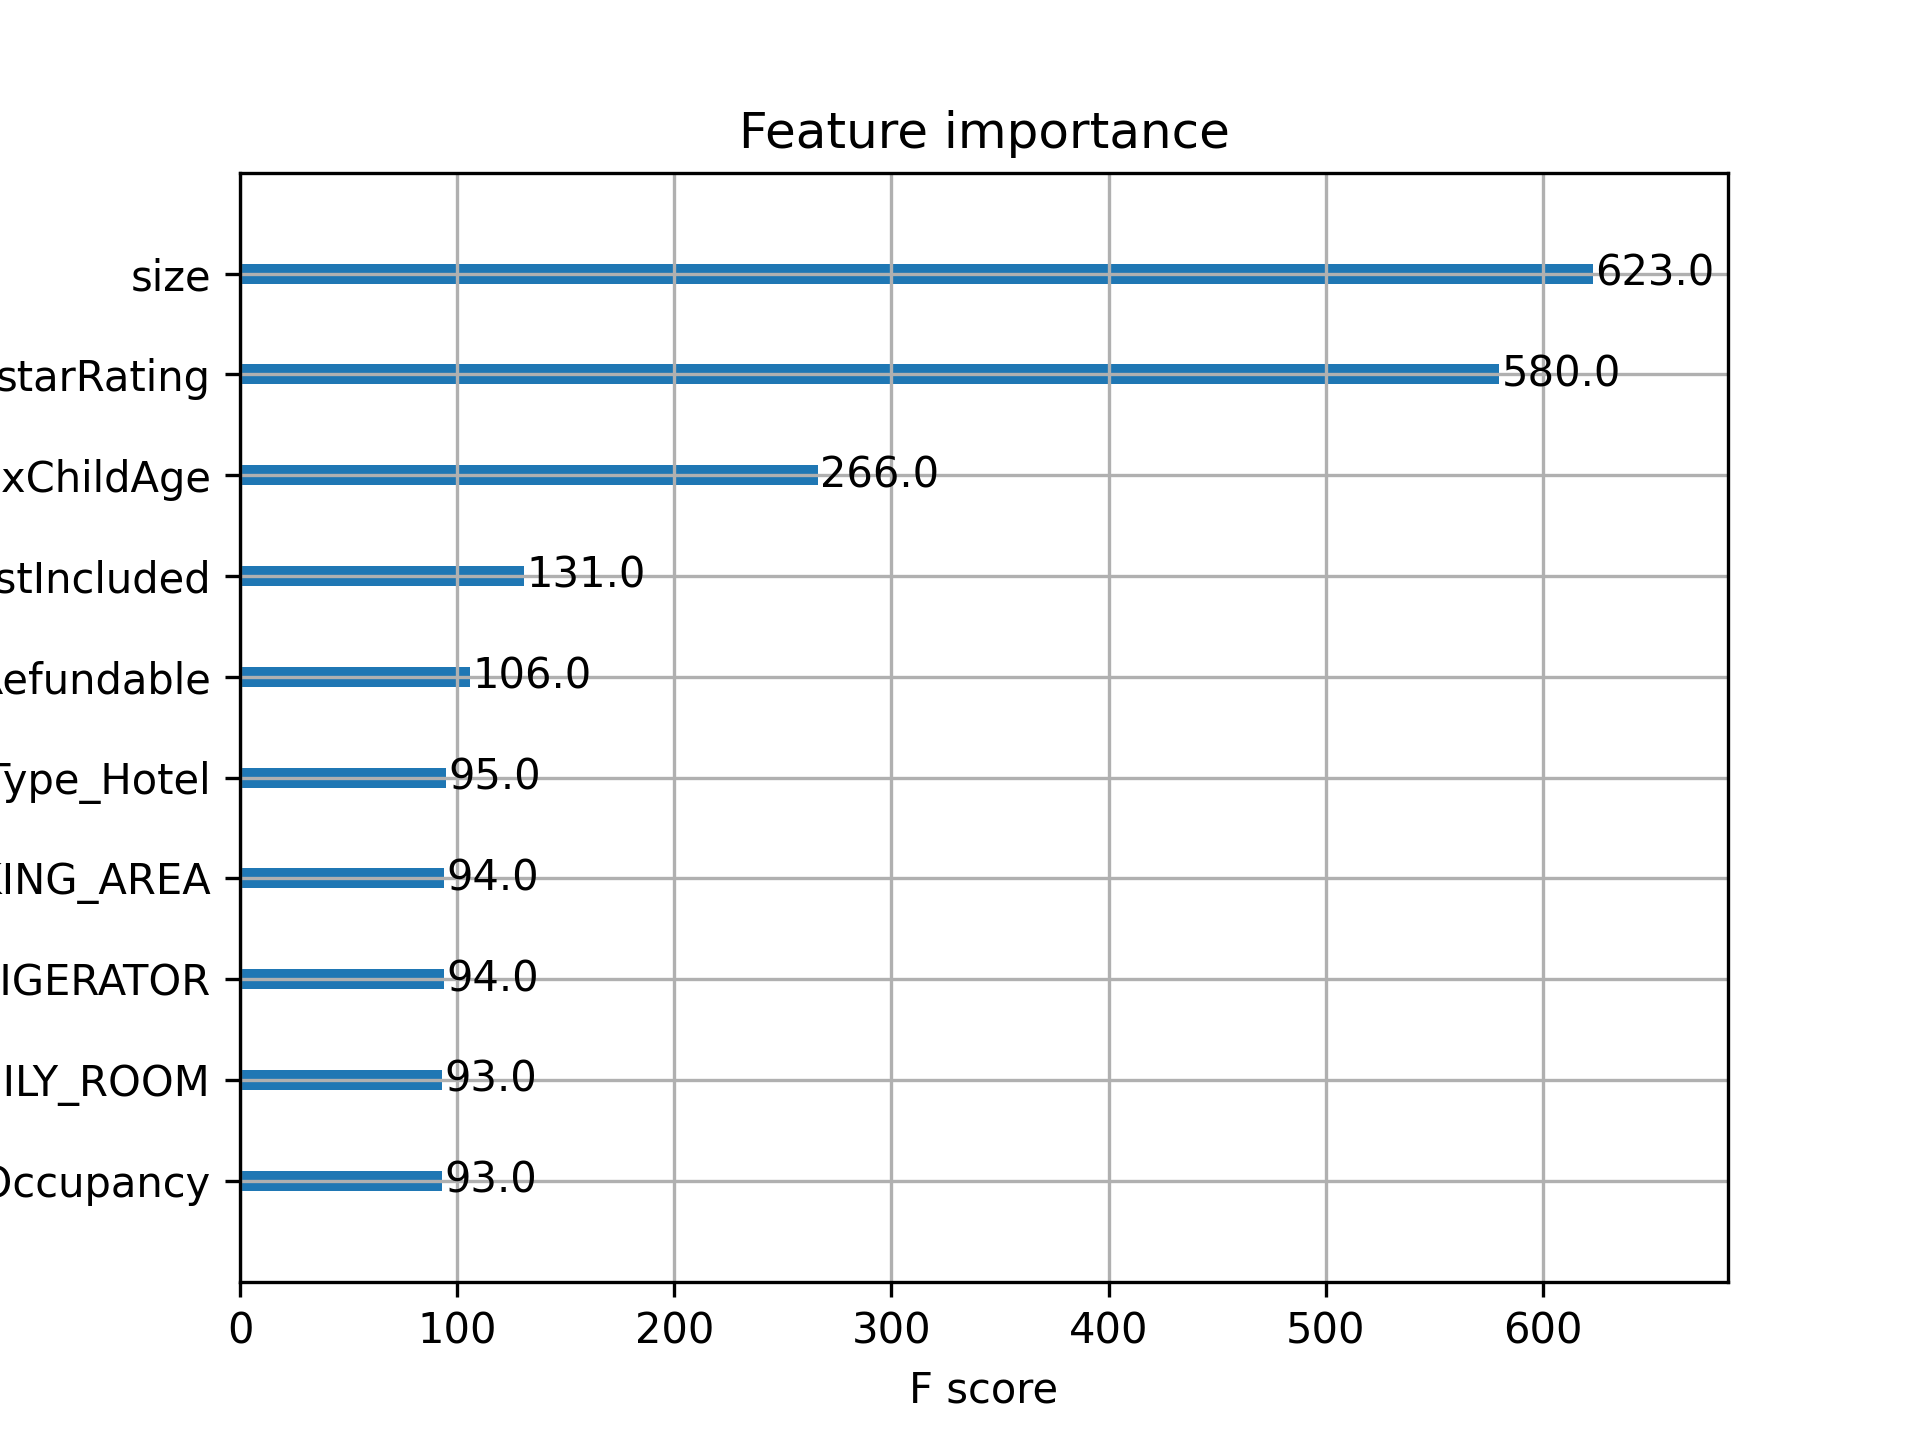 Feature importance
size 623.0
starRating 580.0
xChildAge 266.0
stIncluded 131.0
efundable 106.0
Type_Hotel 95.0
KING_AREA 94.0
IGERATOR 94.0
ILY_ROOM 93.0
Occupancy 93.0
0 100 200 300 400 500 600
F score